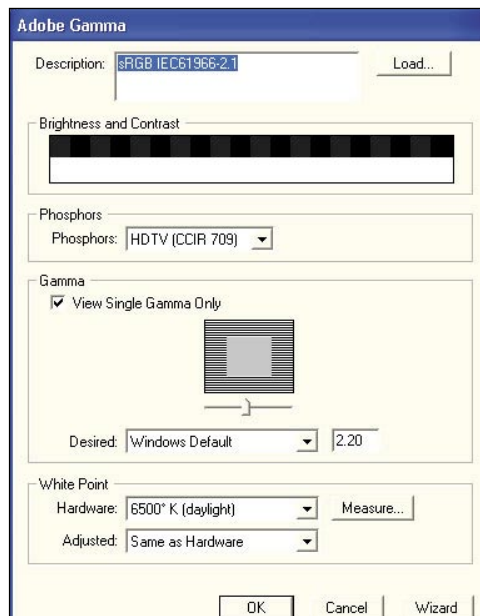 Adobe Gamma
Description: sRGB IEC61966-2.1 Load...
Brightness and Contrast
Phosphors
Phosphors: HDTV (CCIR 709)
Gamma
View Single Gamma Only
Desired: Windows Default 2.20
White Point
Hardware: 6500° K (daylight) Measure...
Adjusted: Same as Hardware
OK Cancel Wizard